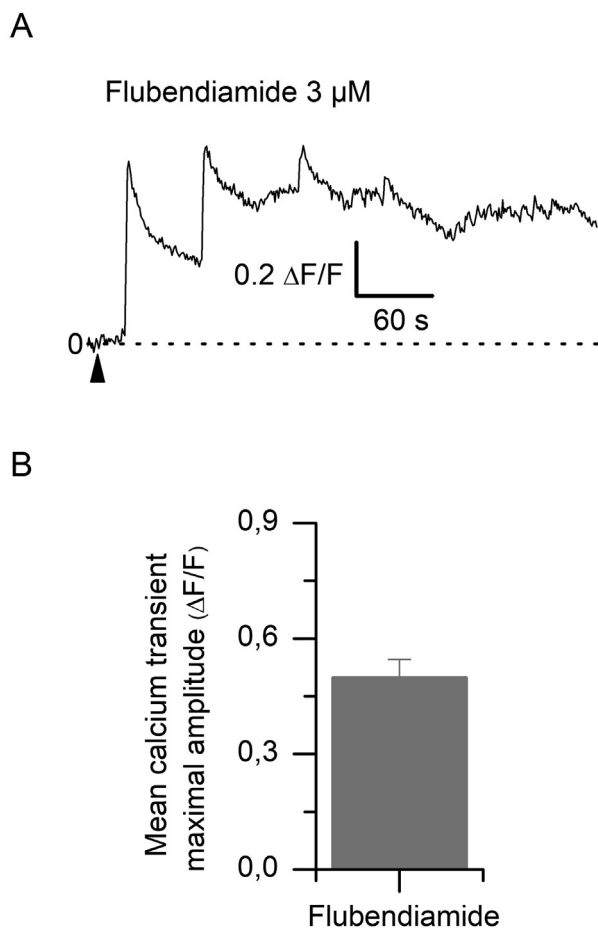 A
Flubendiamide 3 µM
0.2 ΔF/F
60 s
0
B
Mean calcium transient
maximal amplitude (ΔF/F)
0,9
0,6
0,3
0,0
Flubendiamide